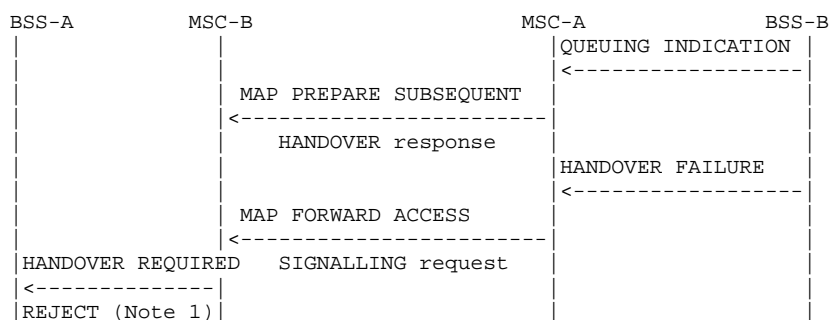 BSS-A MSC-B MSC-A BSS-B
QUEUING INDICATION
MAP PREPARE SUBSEQUENT
HANDOVER response
HANDOVER FAILURE
MAP FORWARD ACCESS
HANDOVER REQUIRED SIGNALLING request
REJECT (Note 1)